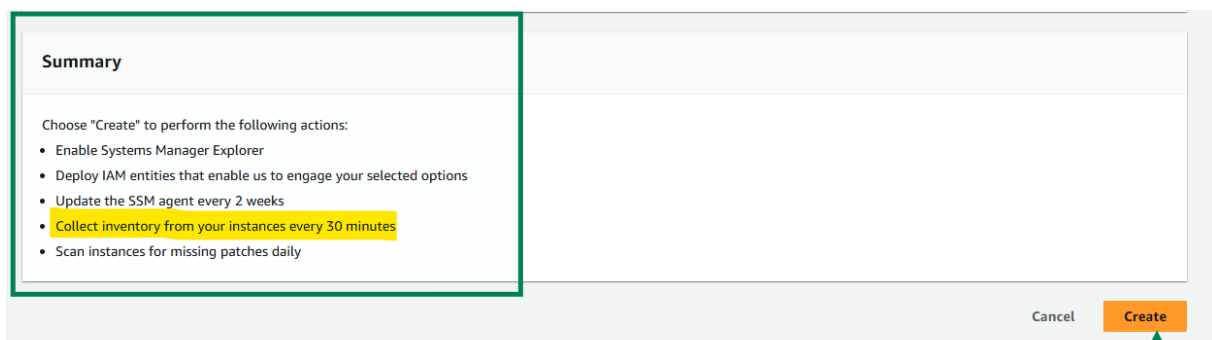 Summary
Choose "Create" to perform the following actions:
• Enable Systems Manager Explorer
• Deploy IAM entities that enable us to engage your selected options
• Update the SSM agent every 2 weeks
• Collect inventory from your instances every 30 minutes
• Scan instances for missing patches daily
Cancel Create